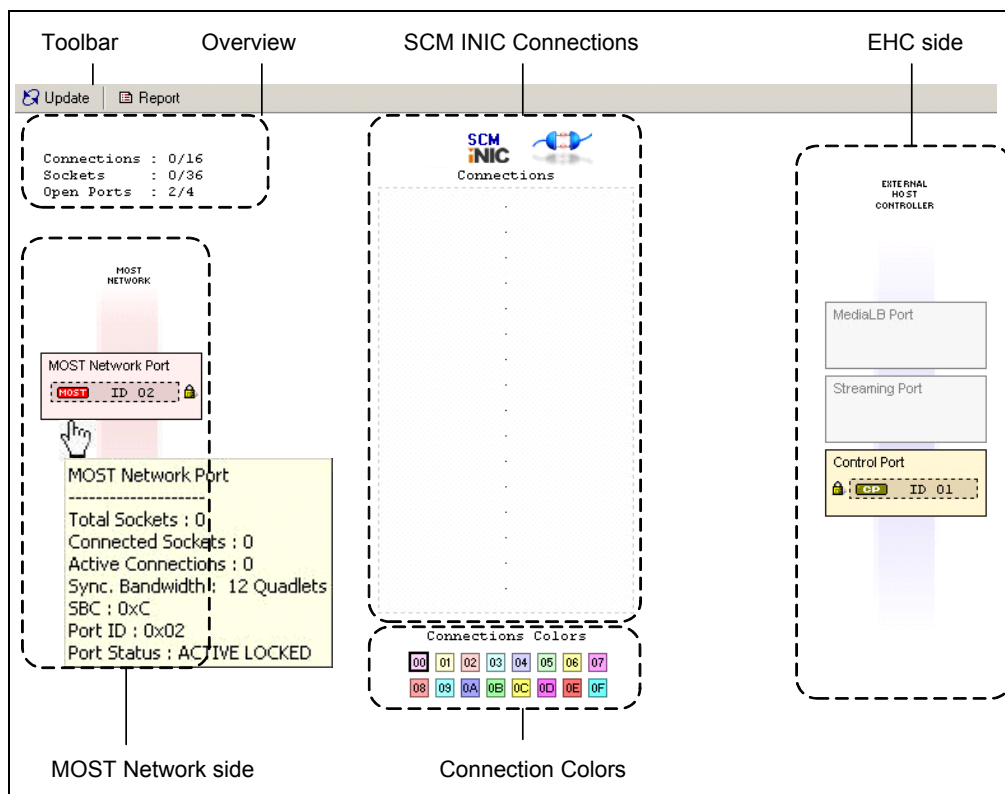 Toolbar
Overview
SCM INIC Connections
EHC side
Update
Report
Connections : 0/16
Sockets : 0/36
Open Ports : 2/4
SCM
iNIC
Connections
EXTERNAL
HOST
CONTROLLER
MOST
NETWORK
MediaLB Port
MOST Network Port
MOST ID 02
Streaming Port
Control Port
CP ID 01
MOST Network Port
----------------------
Total Sockets : 0
Connected Sockets : 0
Active Connections : 0
Sync. Bandwidth : 12 Quadlets
SBC : 0xC
Port ID : 0x02
Port Status : ACTIVE LOCKED
Connections Colors
00 01 02 03 04 05 06 07
08 09 0A 0B 0C 0D 0E 0F
MOST Network side
Connection Colors